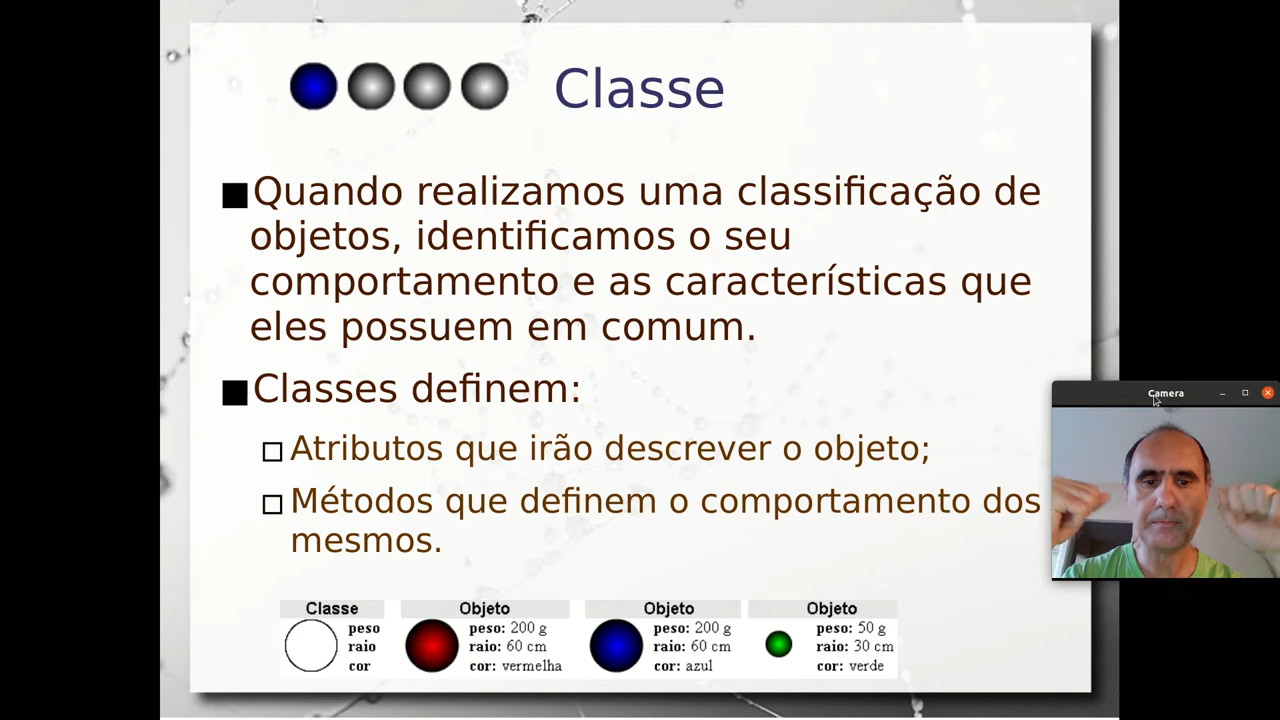 Classe
Quando realizamos uma classificação de
objetos, identificamos o seu
comportamento e as características que
eles possuem em comum.
Classes definem:
Atributos que irão descrever o objeto;
Métodos que definem o comportamento dos
mesmos.
Camera
Classe
peso
raio
cor
Objeto
peso: 200 g
raio: 60 cm
cor: vermelha
Objeto
peso: 200 g
raio: 60 cm
cor: azul
Objeto
peso: 50 g
raio: 30 cm
cor: verde